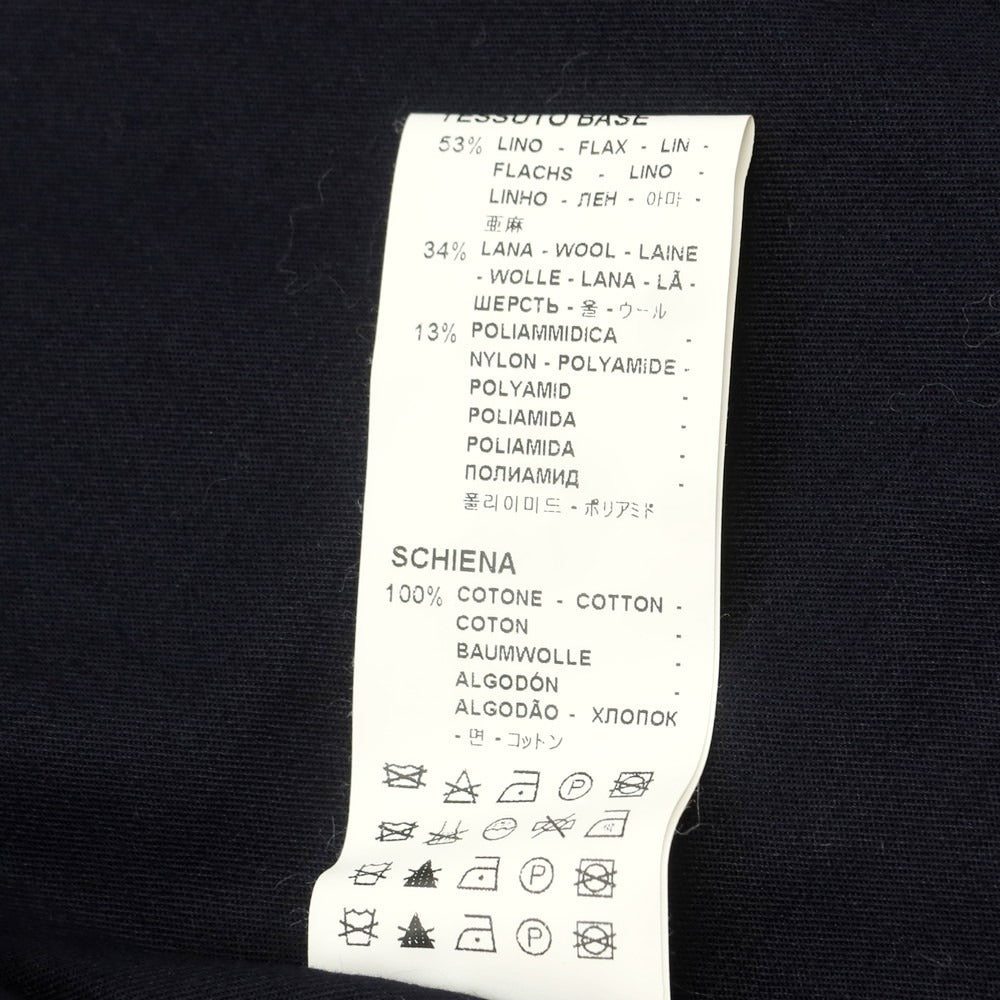 TESSUTO BASE
53% LINO - FLAX - LIN -
FLACHS - LINO -
LINHO - ЛЕН - 아마 -
亜麻
34% LANA - WOOL - LAINE
- WOLLE - LANA - LÃ -
ШЕРСТЬ - 울 - ウール
13% POLIAMMIDICA -
NYLON - POLYAMIDE -
POLYAMID -
POLIAMIDA -
POLIAMIDA -
ПОЛИАМИД -
폴리이미드 - ポリアミド
SCHIENA
100% COTONE - COTTON -
COTON -
BAUMWOLLE -
ALGODÓN -
ALGODÃO - ХЛОПОК
- 면 - コットン
P
P
P